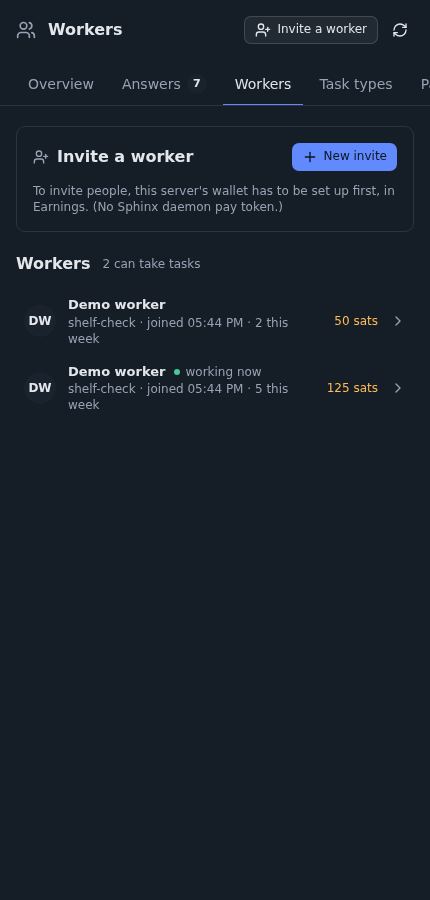 Workers
Invite a worker
Overview
Answers 7
Workers
Task types
Invite a worker
New invite
To invite people, this server's wallet has to be set up first, in
Earnings. (No Sphinx daemon pay token.)
Workers 2 can take tasks
DW
Demo worker
shelf-check · joined 05:44 PM · 2 this
week
50 sats
DW
Demo worker working now
shelf-check · joined 05:44 PM · 5 this
week
125 sats